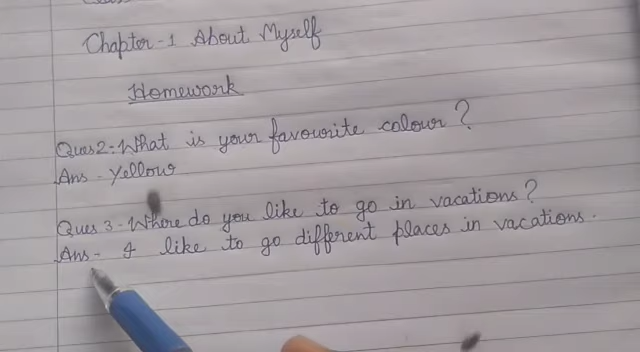 Chapter-1 About Myself
Homework
Ques2:-What is your favourite colour?
Ans - Yellow
Ques 3-Where do you like to go in vacations?
Ans- I like to go different places in vacations.